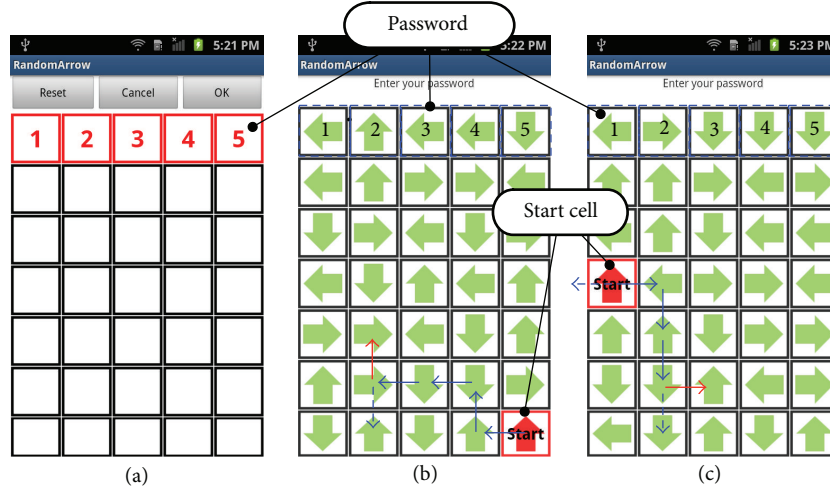 Password
5:21 PM
5:22 PM
5:23 PM
RandomArrow
RandomArrow
RandomArrow
Reset Cancel OK
Enter your password
Enter your password
1 2 3 4 5
1 2 3 4 5
1 2 3 4 5
Start cell
Start
Start
(a)
(b)
(c)